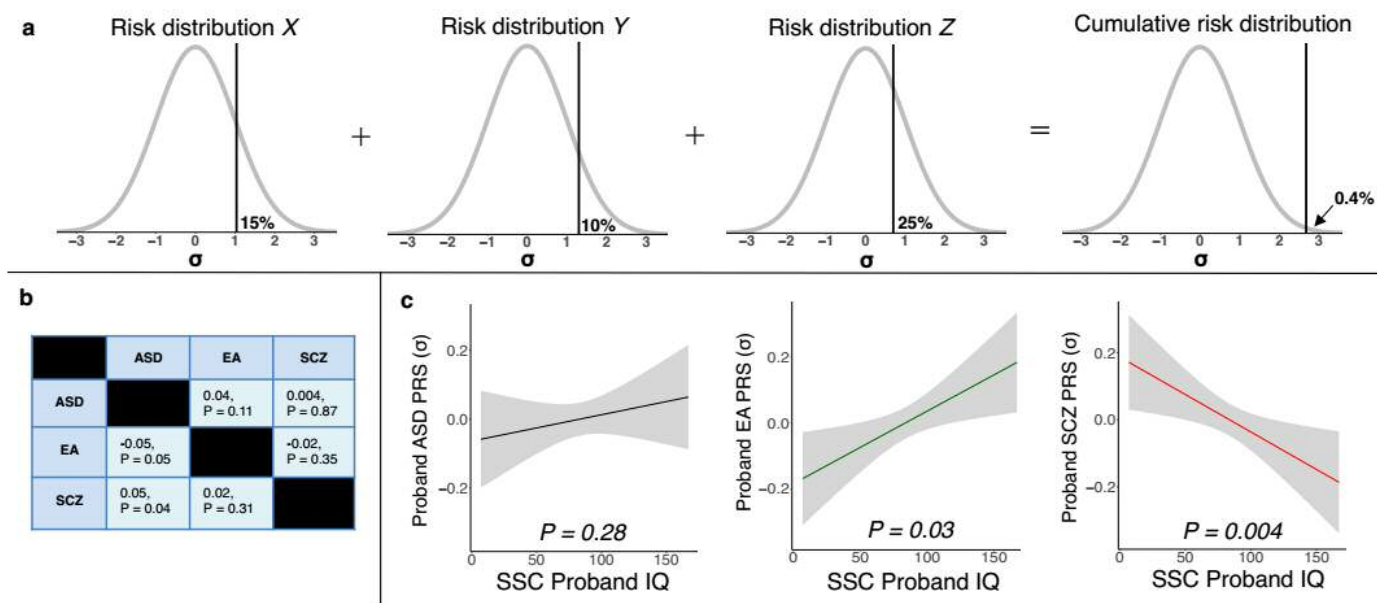 a
Risk distribution X
Risk distribution Y
Risk distribution Z
Cumulative risk distribution
+
+
=
15%
10%
25%
0.4%
−3 −2 −1 0 1 2 3
−3 −2 −1 0 1 2 3
−3 −2 −1 0 1 2 3
−3 −2 −1 0 1 2 3
σ
σ
σ
σ
b
ASD EA SCZ
ASD
0.04,
P = 0.11
0.004,
P = 0.87
EA
-0.05,
P = 0.05
-0.02,
P = 0.35
SCZ
0.05,
P = 0.04
0.02,
P = 0.31
c
Proband ASD PRS (σ)
0.2
0.0
−0.2
P = 0.28
0 50 100 150
SSC Proband IQ
Proband EA PRS (σ)
0.2
0.0
−0.2
P = 0.03
0 50 100 150
SSC Proband IQ
Proband SCZ PRS (σ)
0.2
0.0
−0.2
P = 0.004
0 50 100 150
SSC Proband IQ